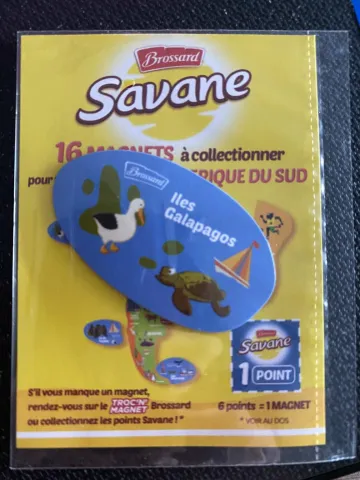 Brossard
Savane
16 MAGNETS à collectionner
pour
RIQUE DU SUD
Brossard
Iles
Galapagos
Brossard
Savane
1 POINT
S'il vous manque un magnet,
rendez-vous sur le TROC'N' MAGNET Brossard
ou collectionnez les points Savane ! *
6 points = 1 MAGNET
* VOIR AU DOS